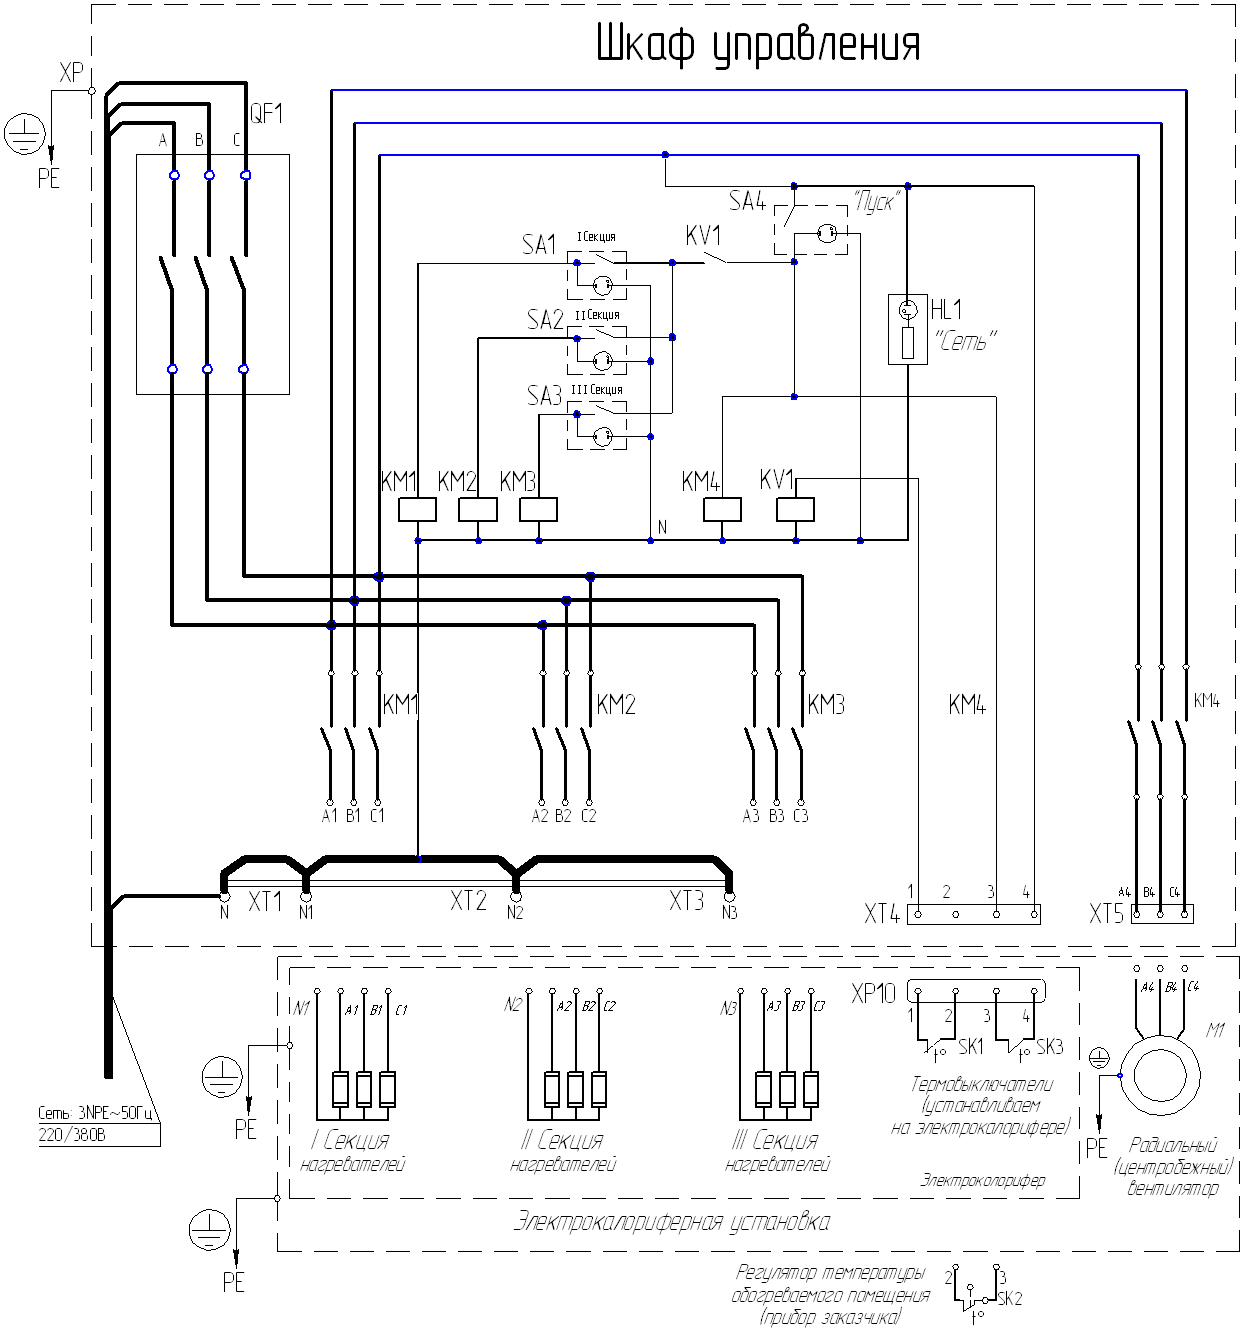 Шкаф управления
XP
QF1
A B C
PE
SA4 "Пуск"
SA1 I Секция KV1
SA2 II Секция
HL1
"Сеть"
SA3 III Секция
KM1 KM2 KM3 KM4 KV1
N
KM1 KM2 KM3 KM4 KM4
A1 B1 C1 A2 B2 C2 A3 B3 C3
1 2 3 4
A4 B4 C4
XT1 XT2 XT3 XT4 XT5
N N1 N2 N3
N1 A1 B1 C1 N2 A2 B2 C2 N3 A3 B3 C3
XP10
1 2 3 4
A4 B4 C4
M1
SK1 SK3
t° t°
PE
PE
Сеть: 3NPE~50Гц
220/380В
I Секция
нагревателей
II Секция
нагревателей
III Секция
нагревателей
Термовыключатели
(устанавливаем
на электрокалорифере)
Электроколорифер
Радиальный
(центробежный)
вентилятор
Электрокалориферная установка
PE
Регулятор температуры
обогреваемого помещения
(прибор заказчика)
2 3
SK2
t°